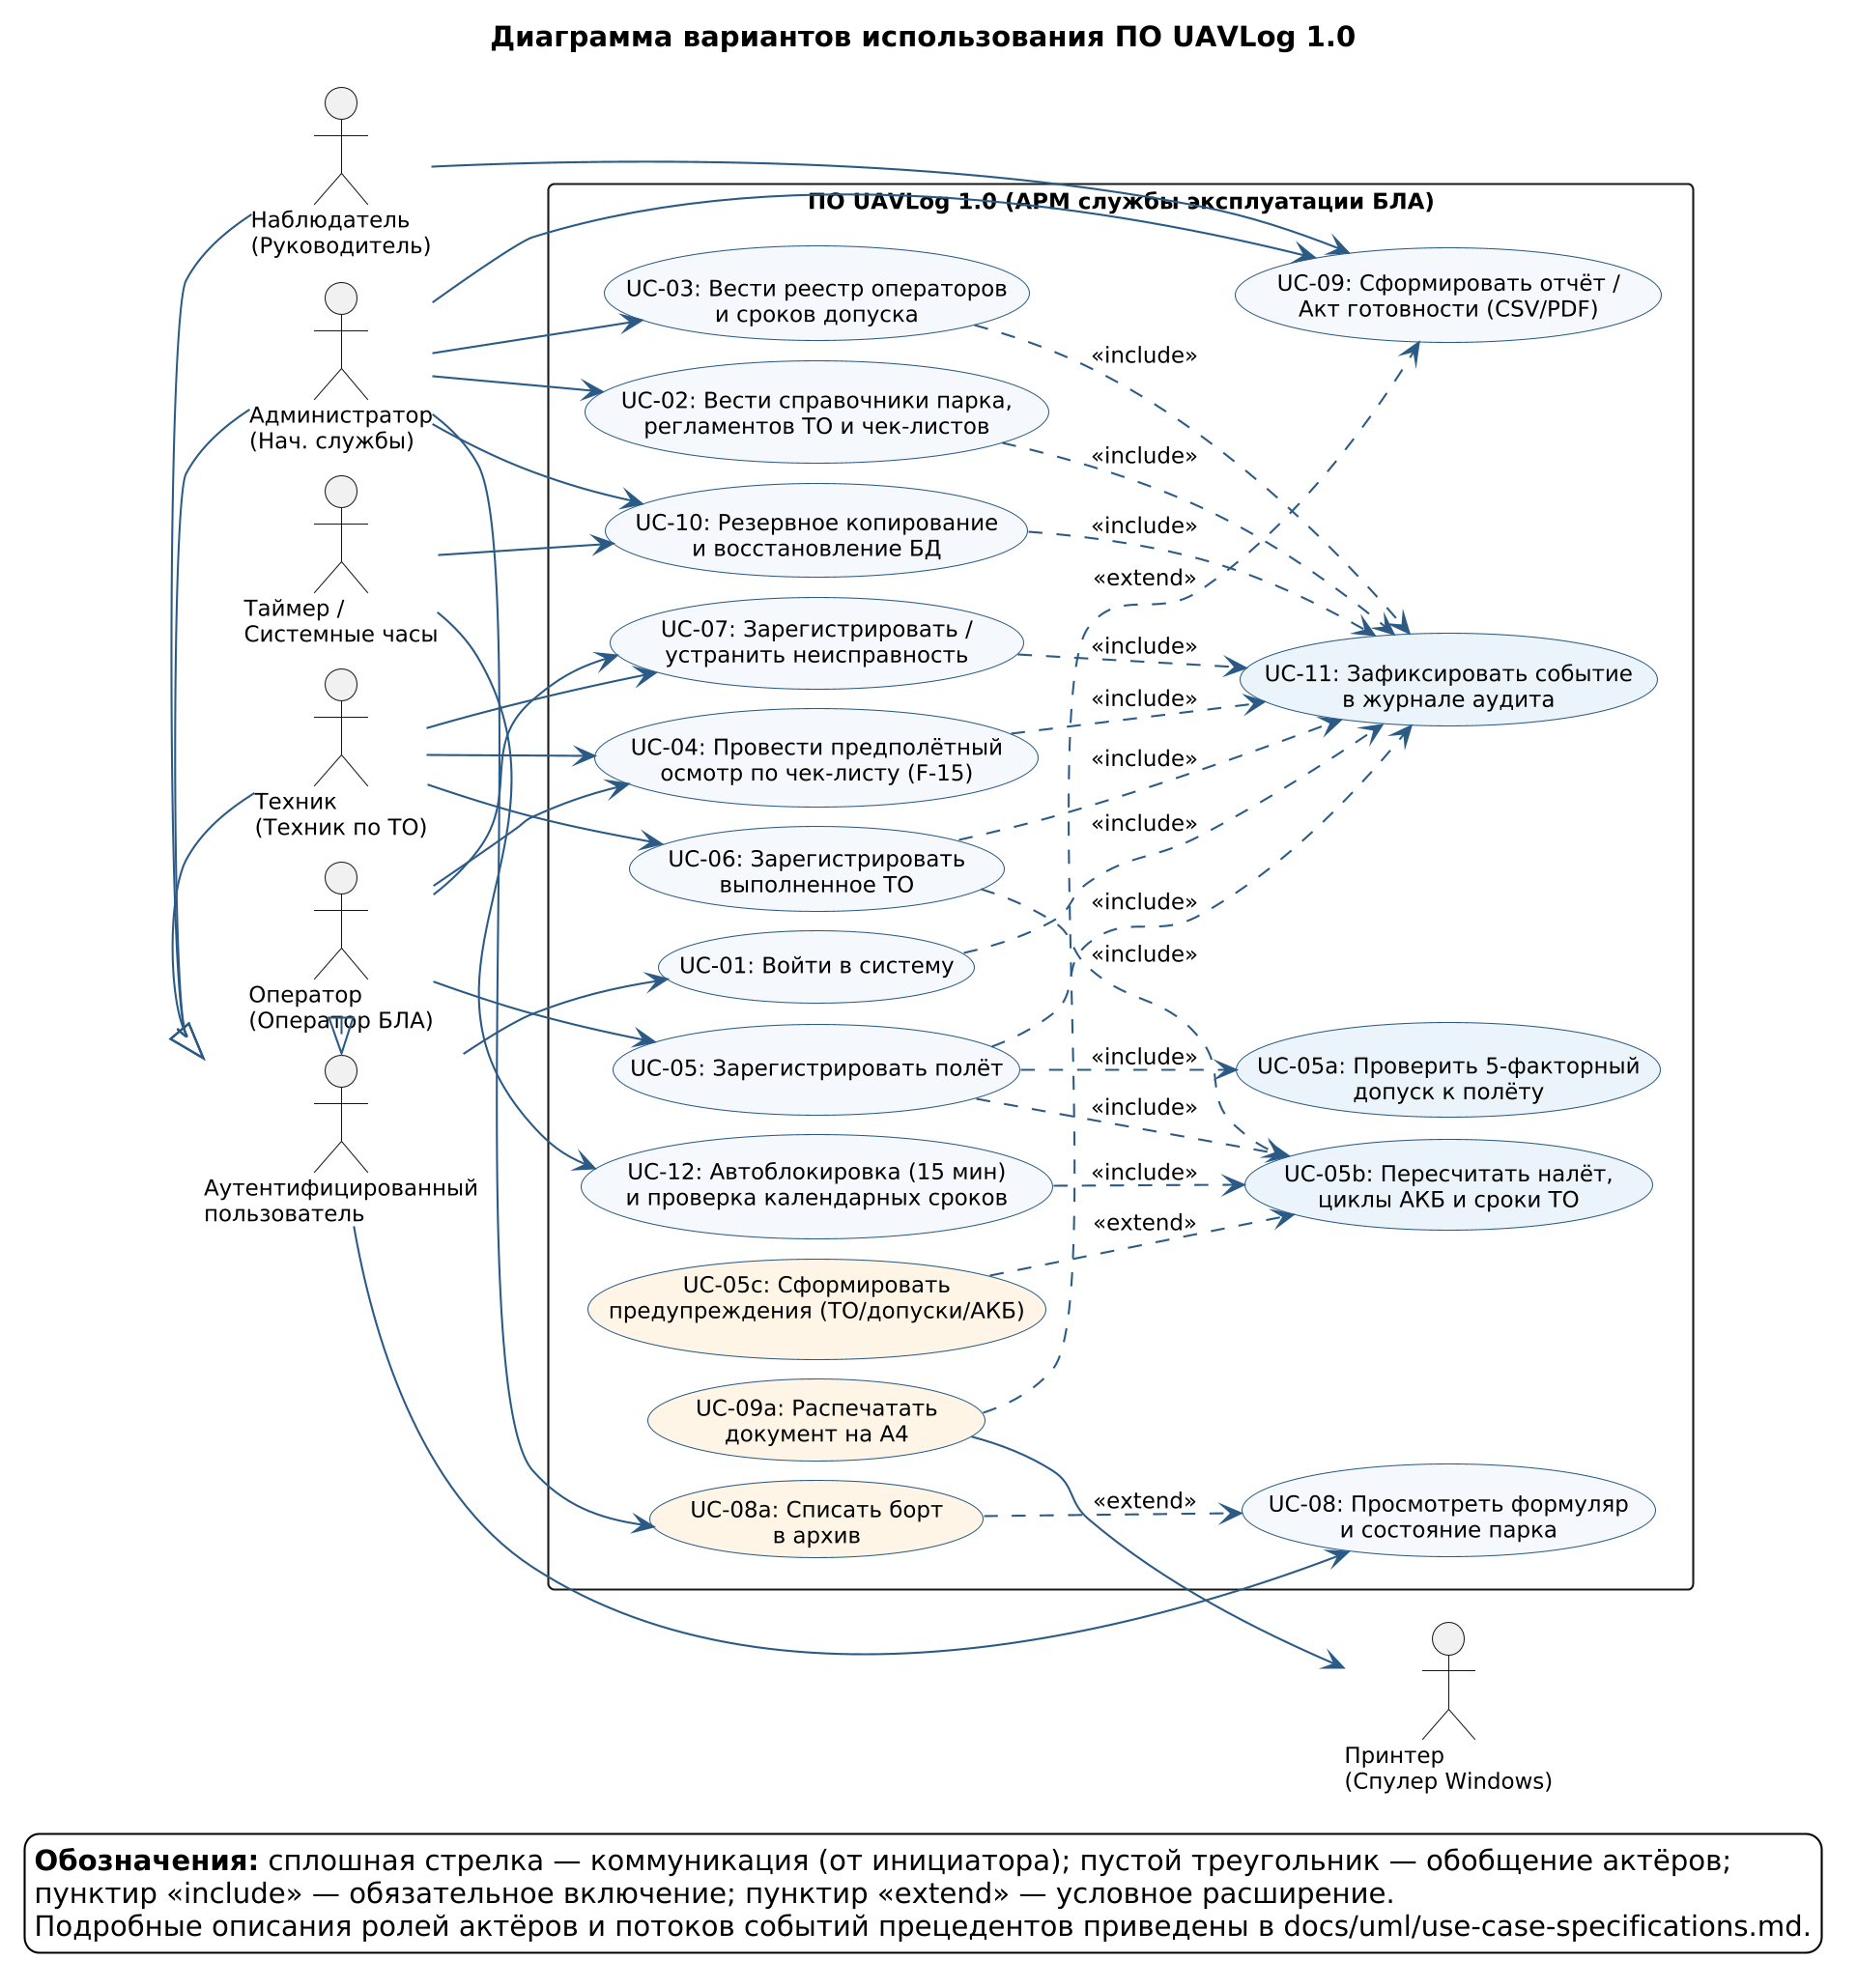 Диаграмма вариантов использования ПО UAVLog 1.0
ПО UAVLog 1.0 (АРМ службы эксплуатации БЛА)
Наблюдатель
(Руководитель)
Администратор
(Нач. службы)
Таймер /
Системные часы
Техник
(Техник по ТО)
Оператор
(Оператор БЛА)
Аутентифицированный
пользователь
UC-03: Вести реестр операторов
и сроков допуска
UC-02: Вести справочники парка,
регламентов ТО и чек-листов
UC-10: Резервное копирование
и восстановление БД
UC-07: Зарегистрировать /
устранить неисправность
UC-04: Провести предполётный
осмотр по чек-листу (F-15)
UC-06: Зарегистрировать
выполненное ТО
UC-01: Войти в систему
UC-05: Зарегистрировать полёт
UC-12: Автоблокировка (15 мин)
и проверка календарных сроков
UC-05c: Сформировать
предупреждения (ТО/допуски/АКБ)
UC-09a: Распечатать
документ на А4
UC-08a: Списать борт
в архив
«include»
«include»
«include»
«extend»
«include»
«include»
«include»
«include»
«include»
«include»
«include»
«include»
«include»
«extend»
«extend»
UC-09: Сформировать отчёт /
Акт готовности (CSV/PDF)
UC-11: Зафиксировать событие
в журнале аудита
UC-05a: Проверить 5-факторный
допуск к полёту
UC-05b: Пересчитать налёт,
циклы АКБ и сроки ТО
UC-08: Просмотреть формуляр
и состояние парка
Принтер
(Спулер Windows)
Обозначения: сплошная стрелка — коммуникация (от инициатора); пустой треугольник — обобщение актёров;
пунктир «include» — обязательное включение; пунктир «extend» — условное расширение.
Подробные описания ролей актёров и потоков событий прецедентов приведены в docs/uml/use-case-specifications.md.